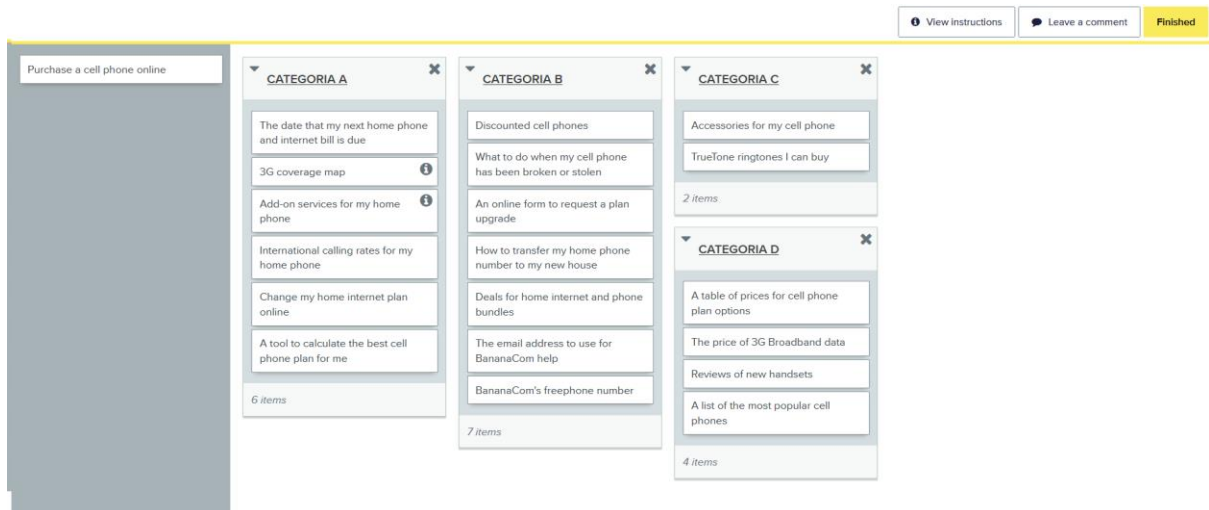 View instructions
Leave a comment
Finished
Purchase a cell phone online
CATEGORIA A
The date that my next home phone
and internet bill is due
3G coverage map
Add-on services for my home
phone
International calling rates for my
home phone
Change my home internet plan
online
A tool to calculate the best cell
phone plan for me
6 items
CATEGORIA B
Discounted cell phones
What to do when my cell phone
has been broken or stolen
An online form to request a plan
upgrade
How to transfer my home phone
number to my new house
Deals for home internet and phone
bundles
The email address to use for
BananaCom help
BananaCom's freephone number
7 items
CATEGORIA C
Accessories for my cell phone
TrueTone ringtones I can buy
2 items
CATEGORIA D
A table of prices for cell phone
plan options
The price of 3G Broadband data
Reviews of new handsets
A list of the most popular cell
phones
4 items